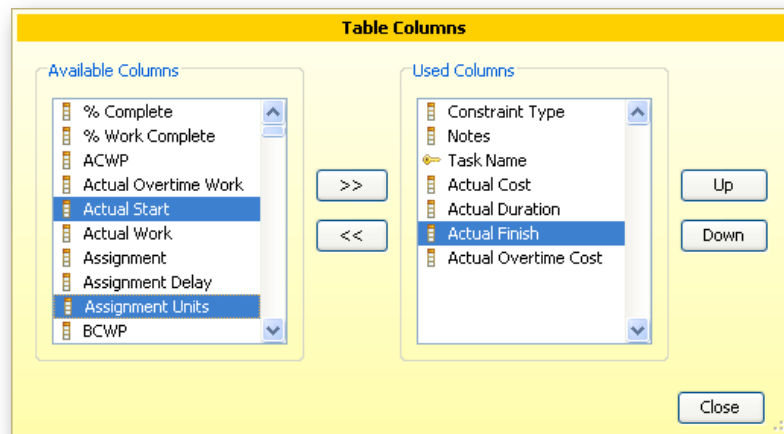 Table Columns
Available Columns
% Complete
% Work Complete
ACWP
Actual Overtime Work
Actual Start
Actual Work
Assignment
Assignment Delay
Assignment Units
BCWP
>>
<<
Used Columns
Constraint Type
Notes
Task Name
Actual Cost
Actual Duration
Actual Finish
Actual Overtime Cost
Up
Down
Close